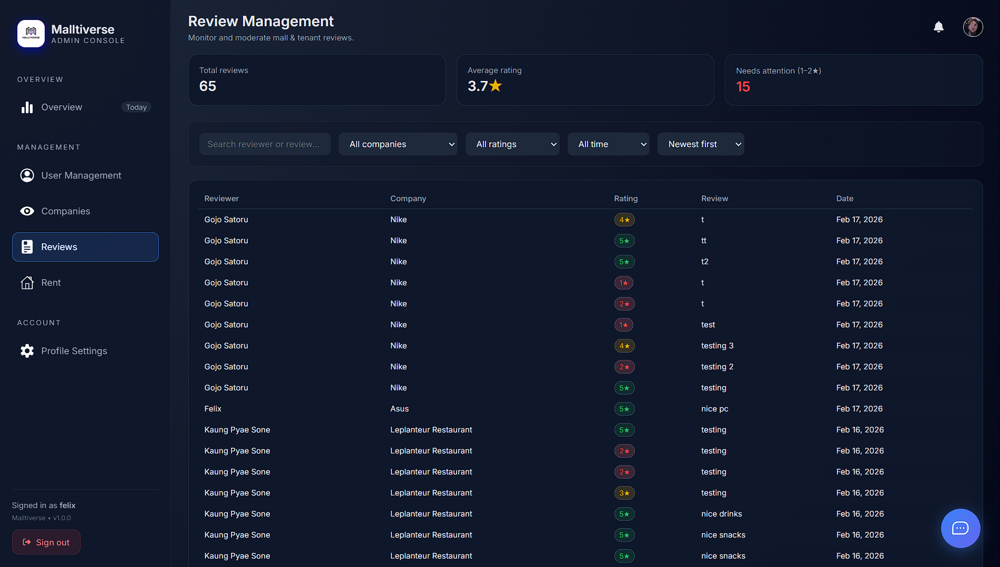 MALLTIVERSE
Malltiverse
ADMIN CONSOLE
OVERVIEW
Overview Today
MANAGEMENT
User Management
Companies
Reviews
Rent
ACCOUNT
Profile Settings
Signed in as felix
Malltiverse • v1.0.0
Sign out
Review Management
Monitor and moderate mall & tenant reviews.
Total reviews
65
Average rating
3.7★
Needs attention (1–2★)
15
Search reviewer or review... All companies All ratings All time Newest first
Reviewer Company Rating Review Date
Gojo Satoru Nike 4★ t Feb 17, 2026
Gojo Satoru Nike 5★ tt Feb 17, 2026
Gojo Satoru Nike 5★ t2 Feb 17, 2026
Gojo Satoru Nike 1★ t Feb 17, 2026
Gojo Satoru Nike 2★ t Feb 17, 2026
Gojo Satoru Nike 1★ test Feb 17, 2026
Gojo Satoru Nike 4★ testing 3 Feb 17, 2026
Gojo Satoru Nike 2★ testing 2 Feb 17, 2026
Gojo Satoru Nike 5★ testing Feb 17, 2026
Felix Asus 5★ nice pc Feb 17, 2026
Kaung Pyae Sone Leplanteur Restaurant 5★ testing Feb 16, 2026
Kaung Pyae Sone Leplanteur Restaurant 2★ testing Feb 16, 2026
Kaung Pyae Sone Leplanteur Restaurant 2★ testing Feb 16, 2026
Kaung Pyae Sone Leplanteur Restaurant 3★ testing Feb 16, 2026
Kaung Pyae Sone Leplanteur Restaurant 5★ nice drinks Feb 16, 2026
Kaung Pyae Sone Leplanteur Restaurant 5★ nice snacks Feb 16, 2026
Kaung Pyae Sone Leplanteur Restaurant 5★ nice snacks Feb 16, 2026